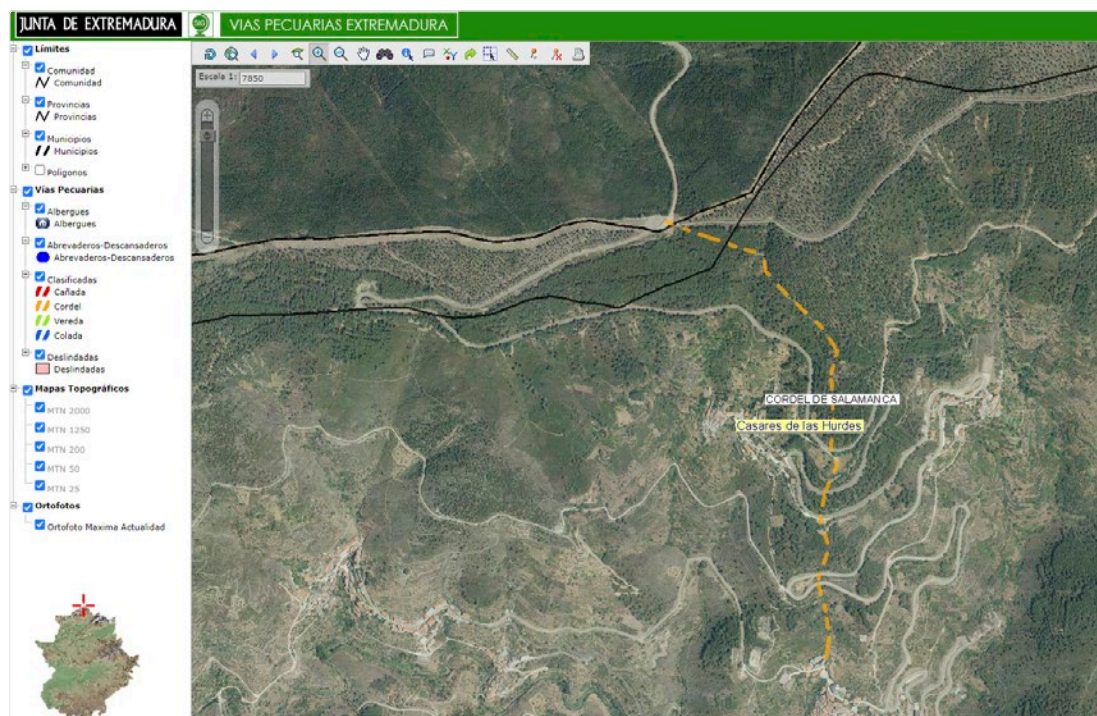 JUNTA DE EXTREMADURA
SIG
VIAS PECUARIAS EXTREMADURA
Escala 1: 7850
Límites
Comunidad
Comunidad
Provincias
Provincias
Municipios
Municipios
Poligonos
Vías Pecuarias
Albergues
Albergues
Abrevaderos-Descansaderos
Abrevaderos-Descansaderos
Clasificadas
Cañada
Cordel
Vereda
Colada
Deslindadas
Deslindadas
Mapas Topográficos
MTN 2000
MTN 1250
MTN 200
MTN 50
MTN 25
Ortofotos
Ortofoto Maxima Actualidad
CORDEL DE SALAMANCA
Casares de las Hurdes